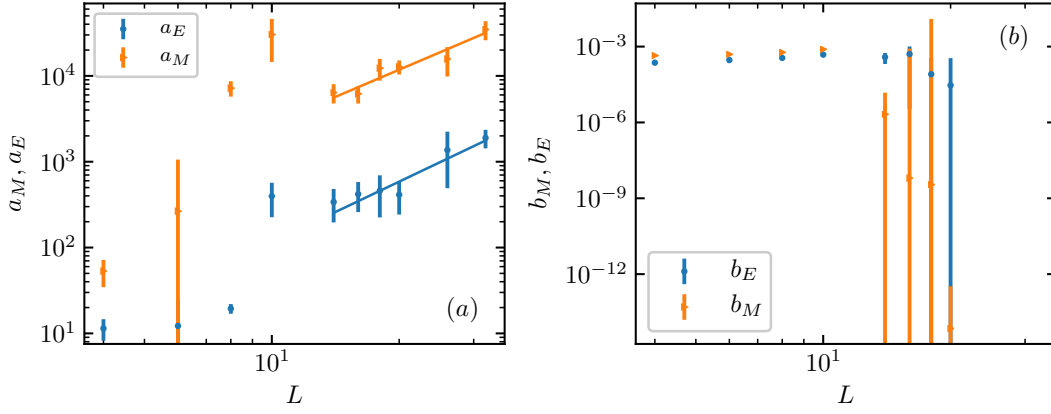 a_E
a_M
10^4
10^3
10^2
10^1
a_M, a_E
(a)
10^1
L
(b)
10^{-3}
10^{-6}
10^{-9}
10^{-12}
b_M, b_E
b_E
b_M
10^1
L